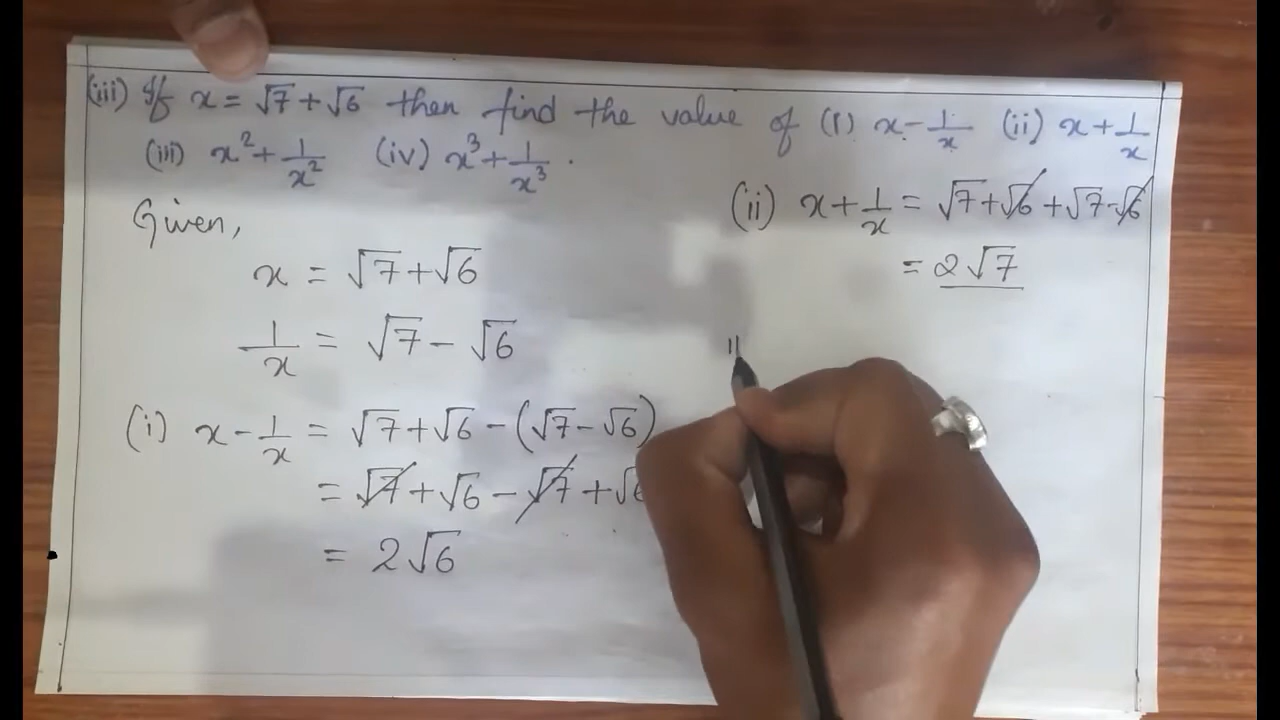 (iii) If x = √7+√6 then find the value of (i) x-1/x (ii) x+1/x
(iii) x²+1/x² (iv) x³+1/x³.
Given,
x = √7+√6
1/x = √7-√6
(i) x-1/x = √7+√6-(√7-√6)
= √7+√6-√7+√6
= 2√6
(ii) x+1/x = √7+√6+√7-√6
= 2√7